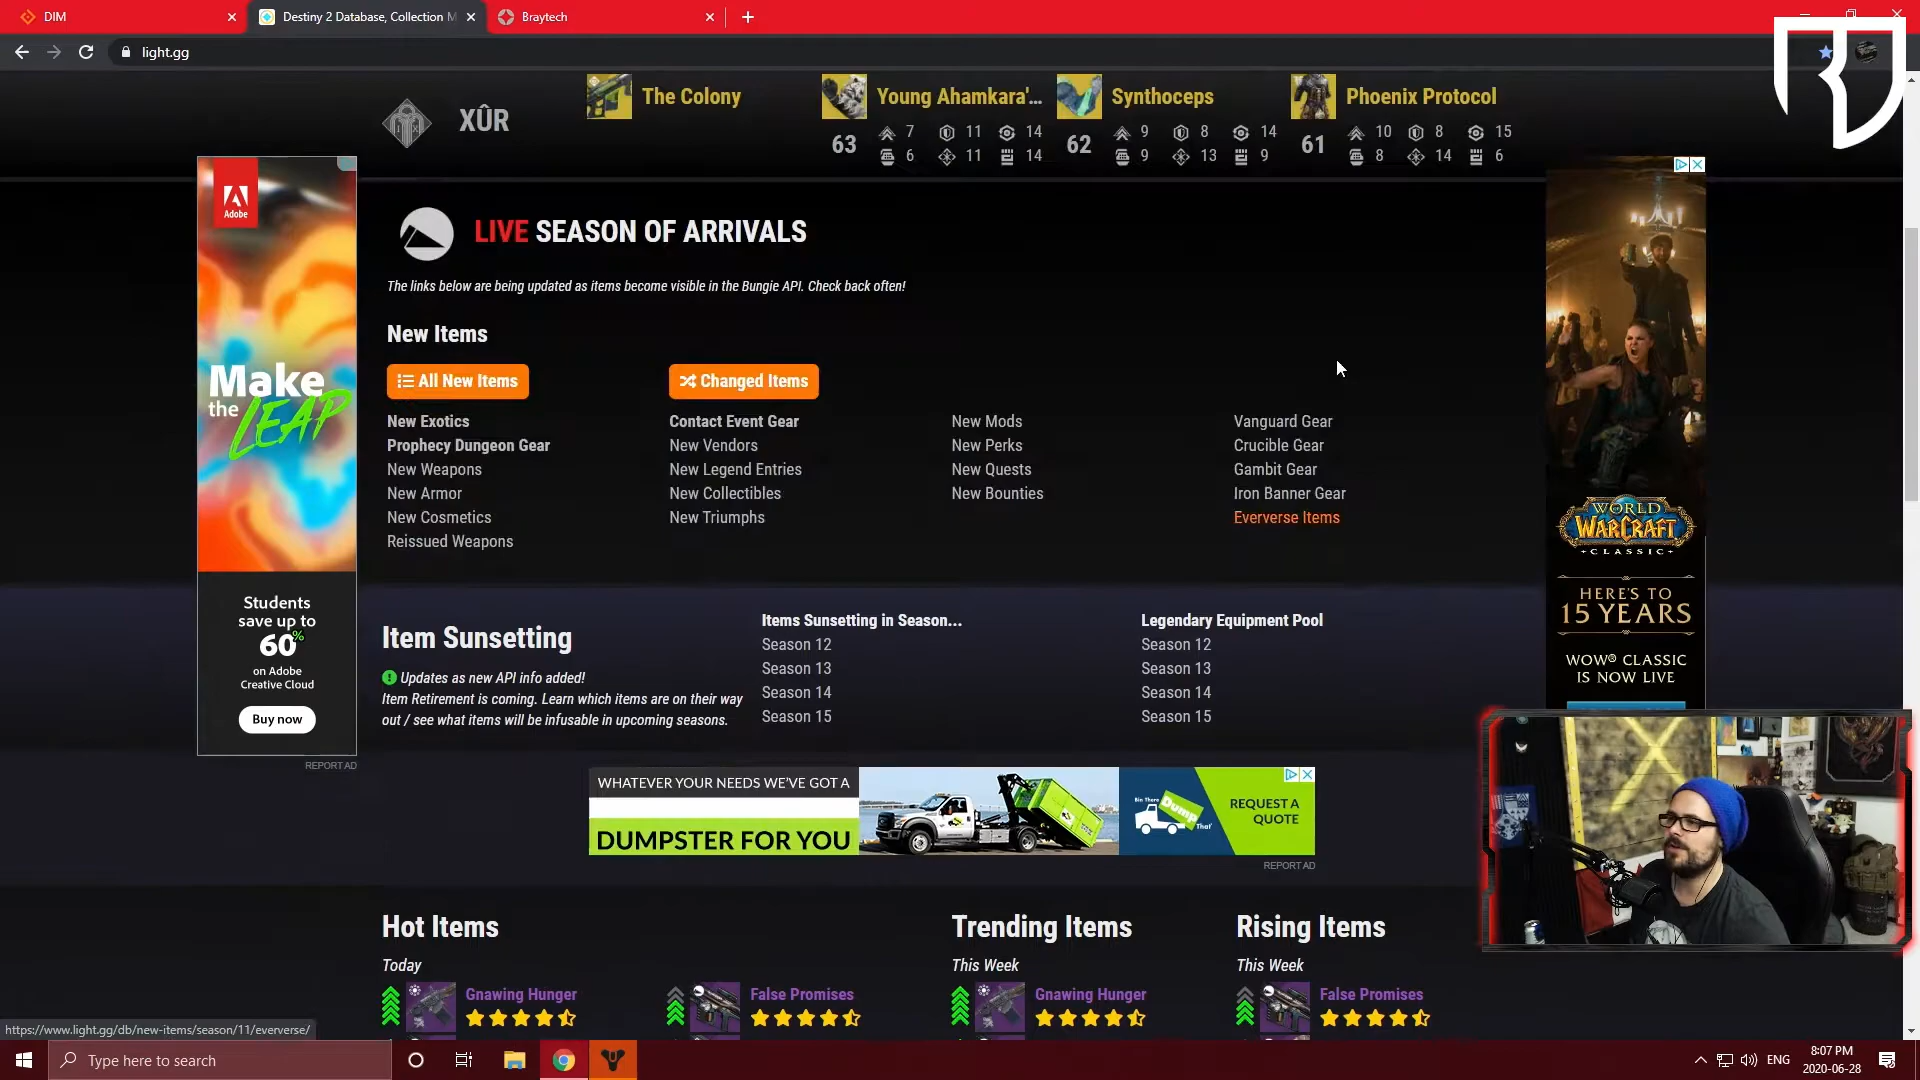 DIM
Destiny 2 Database, Collection M
Braytech
light.gg
XÛR
The Colony
Young Ahamkara'...
63 7 11 14
6 11 14
Synthoceps
62 9 8 14
9 13 9
Phoenix Protocol
61 10 8 15
8 14 6
LIVE SEASON OF ARRIVALS
The links below are being updated as items become visible in the Bungie API. Check back often!
New Items
All New Items
New Exotics
Prophecy Dungeon Gear
New Weapons
New Armor
New Cosmetics
Reissued Weapons
Changed Items
Contact Event Gear
New Vendors
New Legend Entries
New Collectibles
New Triumphs
New Mods
New Perks
New Quests
New Bounties
Vanguard Gear
Crucible Gear
Gambit Gear
Iron Banner Gear
Eververse Items
Item Sunsetting
Updates as new API info added!
Item Retirement is coming. Learn which items are on their way
out / see what items will be infusable in upcoming seasons.
Items Sunsetting in Season...
Season 12
Season 13
Season 14
Season 15
Legendary Equipment Pool
Season 12
Season 13
Season 14
Season 15
Adobe
Make
the LEAP
Students
save up to
60%
on Adobe
Creative Cloud
Buy now
REPORT AD
WORLD
OF
WARCRAFT
CLASSIC
HERE'S TO
15 YEARS
WOW® CLASSIC
IS NOW LIVE
WHATEVER YOUR NEEDS WE'VE GOT A
DUMPSTER FOR YOU
Bin There
Dump
That
REQUEST A
QUOTE
REPORT AD
Hot Items
Today
Gnawing Hunger
False Promises
Trending Items
This Week
Gnawing Hunger
Rising Items
This Week
False Promises
https://www.light.gg/db/new-items/season/11/eververse/
Type here to search
ENG
8:07 PM
2020-06-28